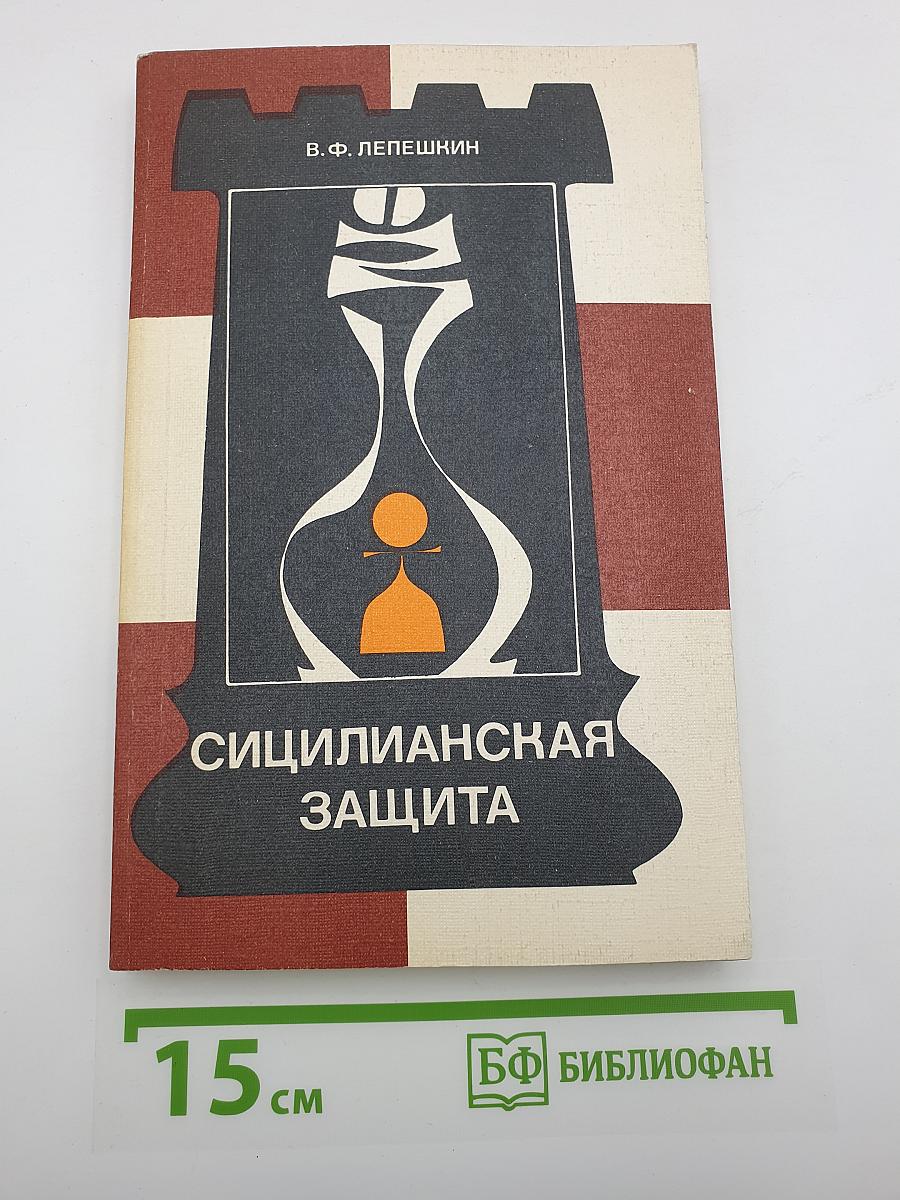 В. Ф. ЛЕПЕШКИН
СИЦИЛИАНСКАЯ
ЗАЩИТА
15 см
БФ БИБЛИОФАН